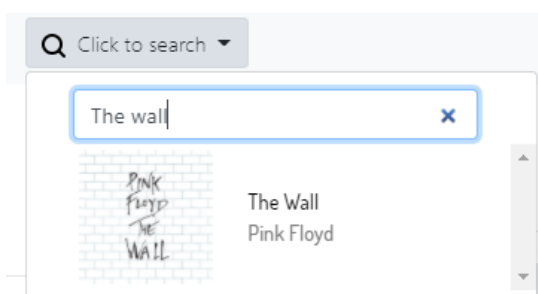 Click to search
The wall
PINK
FLOYD
THE
WALL
The Wall
Pink Floyd